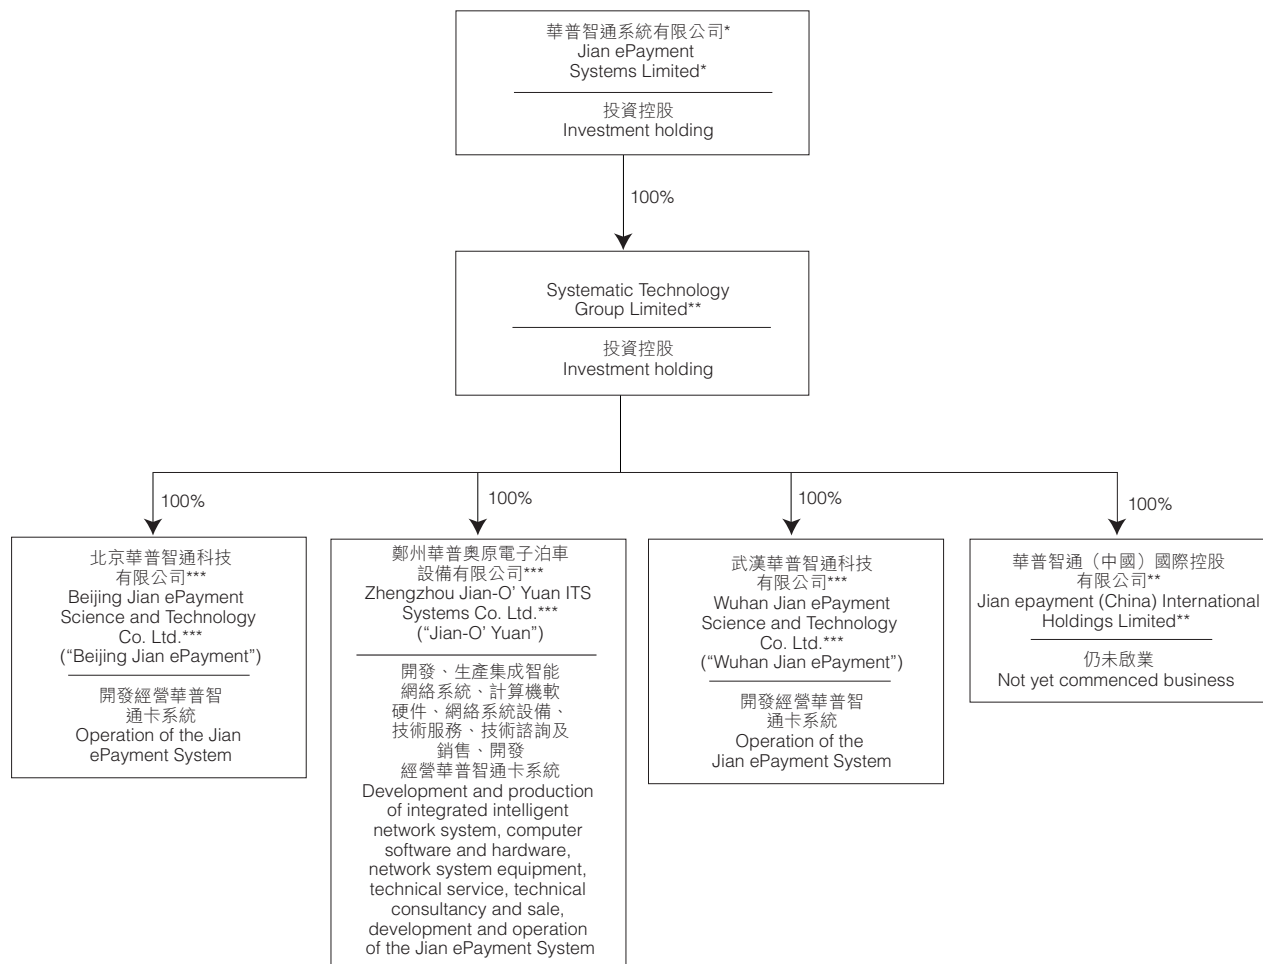 華普智通系統有限公司*
Jian ePayment
Systems Limited*
投資控股
Investment holding
100%
Systematic Technology
Group Limited**
投資控股
Investment holding
100%
100%
100%
100%
北京華普智通科技
有限公司***
Beijing Jian ePayment
Science and Technology
Co. Ltd.***
(“Beijing Jian ePayment”)
開發經營華普智
通卡系統
Operation of the Jian
ePayment System
鄭州華普奧原電子泊車
設備有限公司***
Zhengzhou Jian-O’ Yuan ITS
Systems Co. Ltd.***
(“Jian-O’ Yuan”)
開發、生產集成智能
網絡系統、計算機軟
硬件、網絡系統設備、
技術服務、技術諮詢及
銷售、開發
經營華普智通卡系統
Development and production
of integrated intelligent
network system, computer
software and hardware,
network system equipment,
technical service, technical
consultancy and sale,
development and operation
of the Jian ePayment System
武漢華普智通科技
有限公司***
Wuhan Jian ePayment
Science and Technology
Co. Ltd.***
(“Wuhan Jian ePayment”)
開發經營華普智
通卡系統
Operation of the
Jian ePayment System
華普智通（中國）國際控股
有限公司**
Jian epayment (China) International
Holdings Limited**
仍未啟業
Not yet commenced business